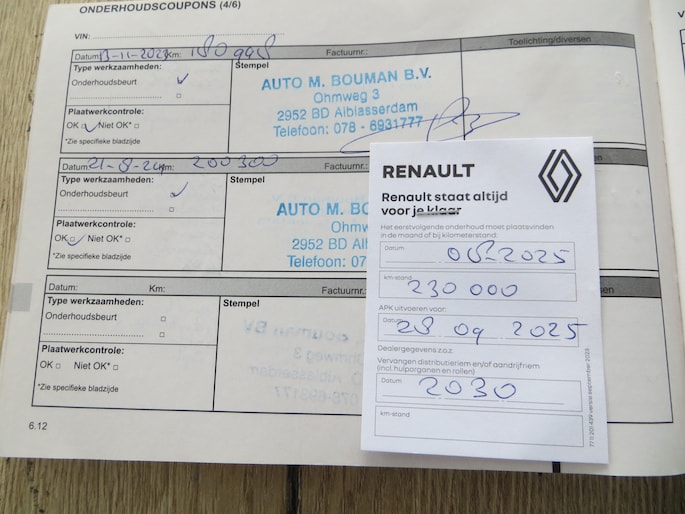 ONDERHOUDSCOUPONS (4/6)
VIN:
Datum: 13-11-2023 Km: 180948 Factuurnr.: Toelichting/diversen
Type werkzaamheden:
Onderhoudsbeurt
Plaatwerkcontrole:
OK Niet OK*
*Zie specifieke bladzijde
Stempel
AUTO M. BOUMAN B.V.
Ohmweg 3
2952 BD Alblasserdam
Telefoon: 078 - 6931777
Datum: 21-8-24 Km: 200300 Factuurnr.:
Type werkzaamheden:
Onderhoudsbeurt
Plaatwerkcontrole:
OK Niet OK*
*Zie specifieke bladzijde
Stempel
AUTO M. BO
Ohmweg 3
2952 BD Alb
Telefoon: 07
Datum: Km: Factuurnr.:
Type werkzaamheden:
Onderhoudsbeurt
Plaatwerkcontrole:
OK Niet OK*
*Zie specifieke bladzijde
Stempel
6.12
RENAULT
Renault staat altijd
voor je klaar
Het eerstvolgende onderhoud moet plaatsvinden
in de maand of bij kilometerstand:
Datum 08-2025
km-stand
230 000
APK uitvoeren voor:
Datum 28 09 2025
Dealergegevens z.o.z.
Vervangen distributieriem en/of aandrijfriem
(incl. hulporganen en rollen)
Datum 2030
km-stand